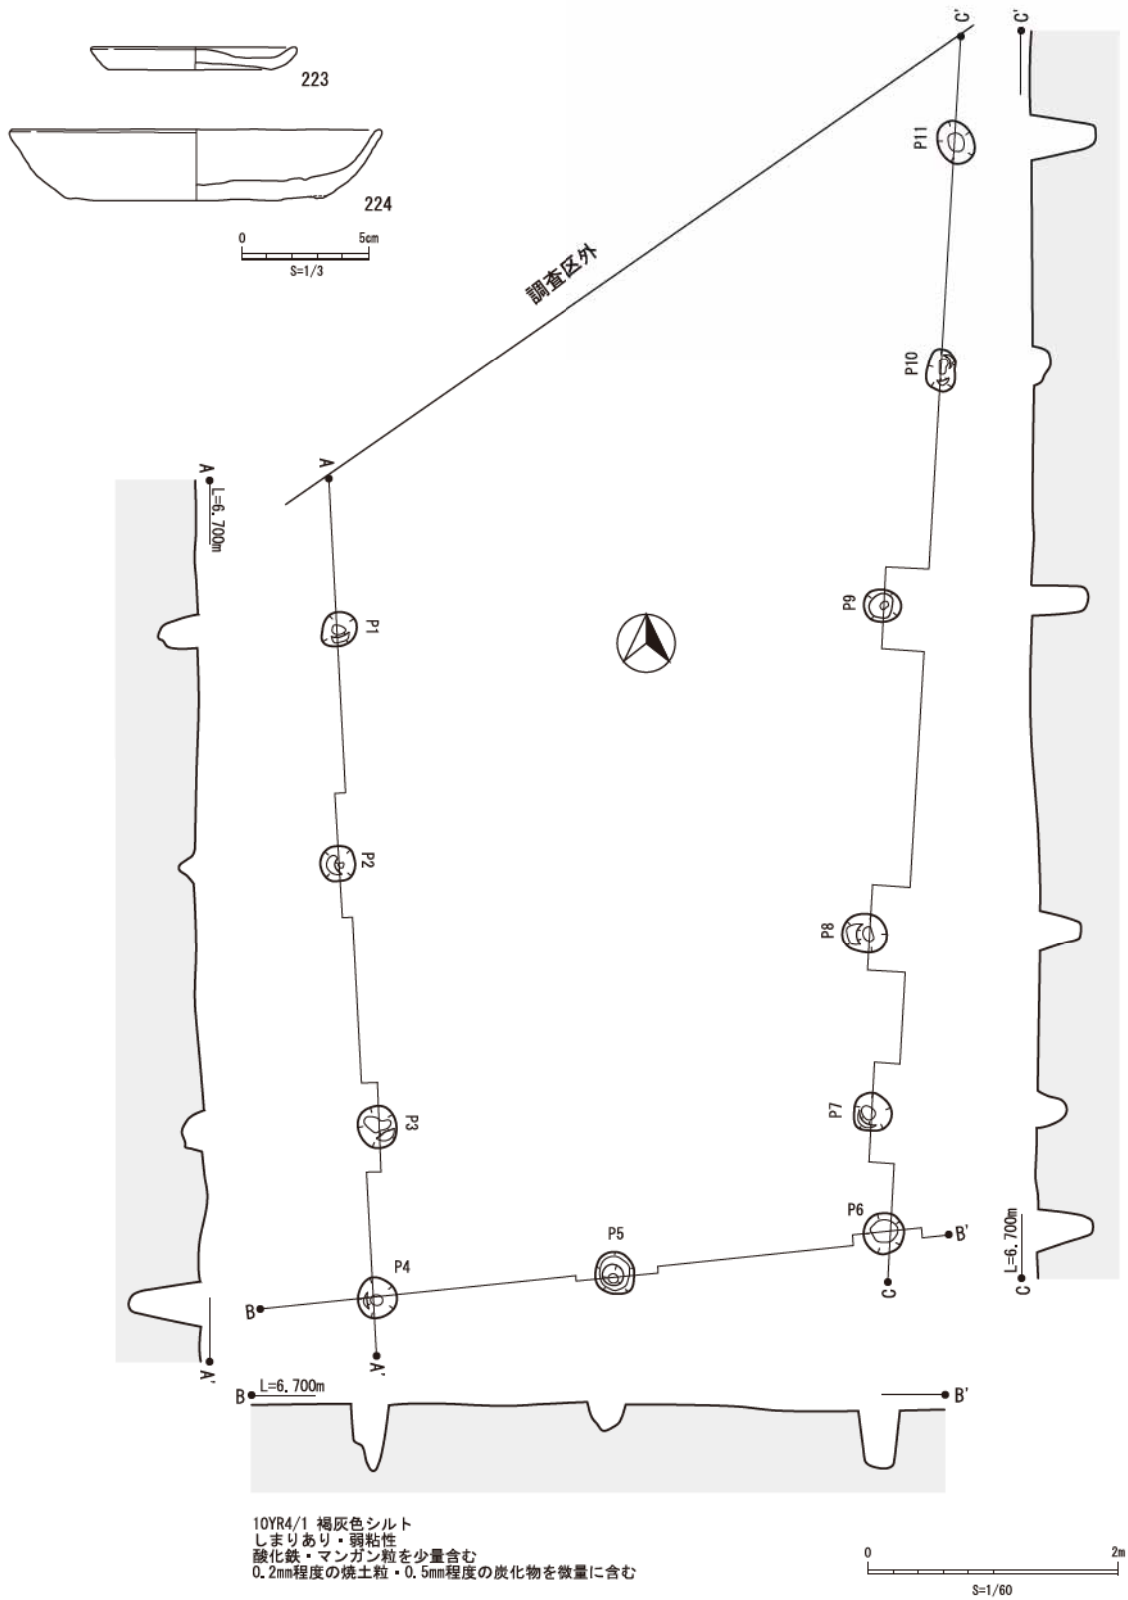 223
224
0 5cm
S=1/3
調査区外
C'
C'
P11
P10
A
A
L=6.700m
P1
P9
P2
P8
P3
P7
P6
P5
P4
B
B'
L=6.700m
C
C
A'
A'
B L=6.700m
B'
10YR4/1 褐灰色シルト
しまりあり・弱粘性
酸化鉄・マンガン粒を少量含む
0.2mm程度の焼土粒・0.5mm程度の炭化物を微量に含む
0 2m
S=1/60